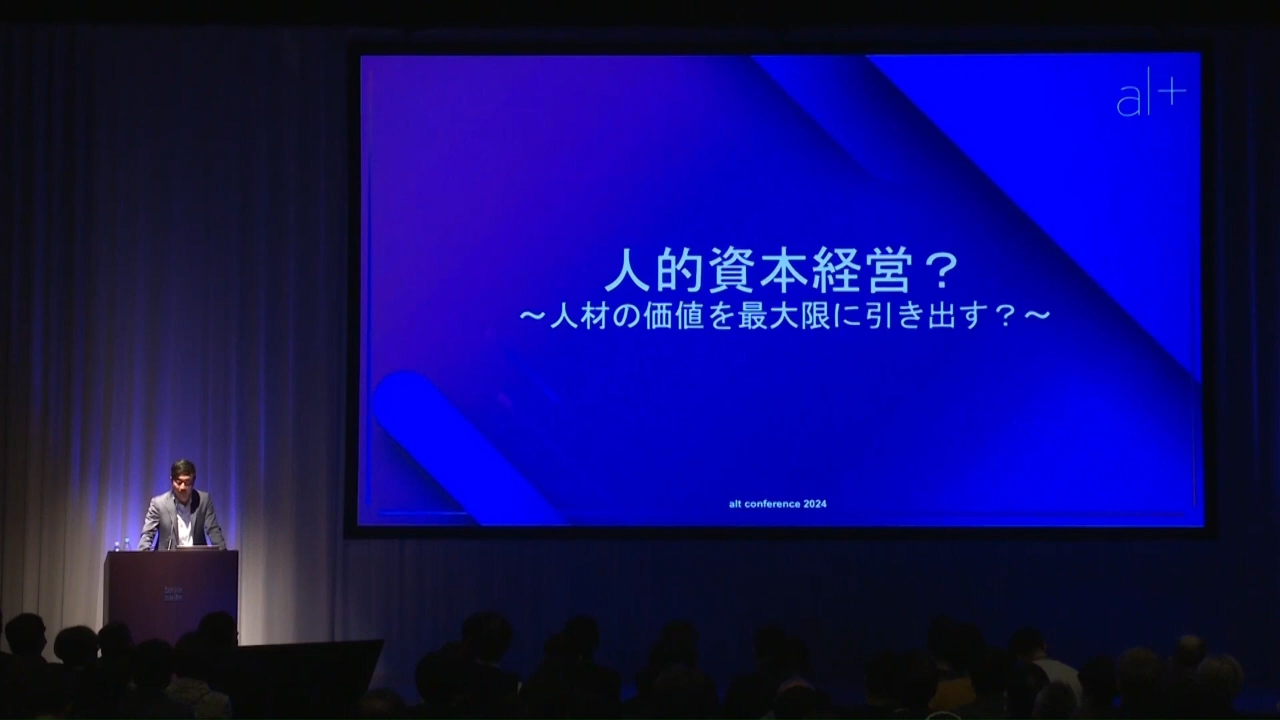 al+
人的資本経営？
～人材の価値を最大限に引き出す？～
alt conference 2024